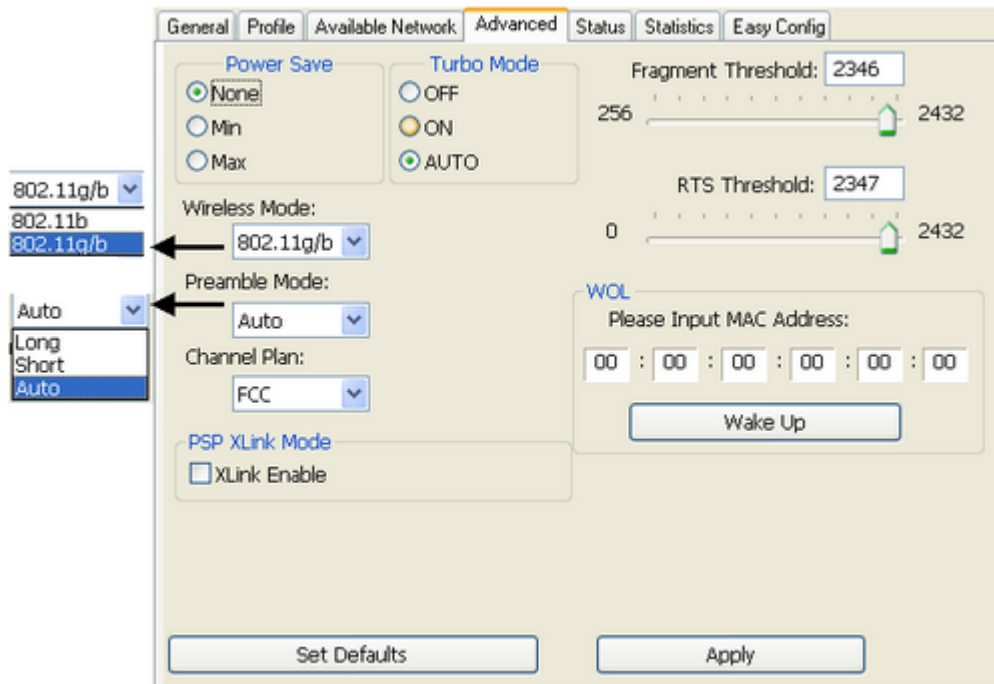 General Profile Available Network Advanced Status Statistics Easy Config
Power Save
None
Min
Max
Turbo Mode
OFF
ON
AUTO
Fragment Threshold: 2346
256 2432
RTS Threshold: 2347
0 2432
802.11g/b
802.11b
802.11g/b
Wireless Mode:
802.11g/b
Preamble Mode:
Auto
Auto
Long
Short
Auto
Channel Plan:
FCC
WOL
Please Input MAC Address:
00 : 00 : 00 : 00 : 00 : 00
Wake Up
PSP XLink Mode
XLink Enable
Set Defaults Apply